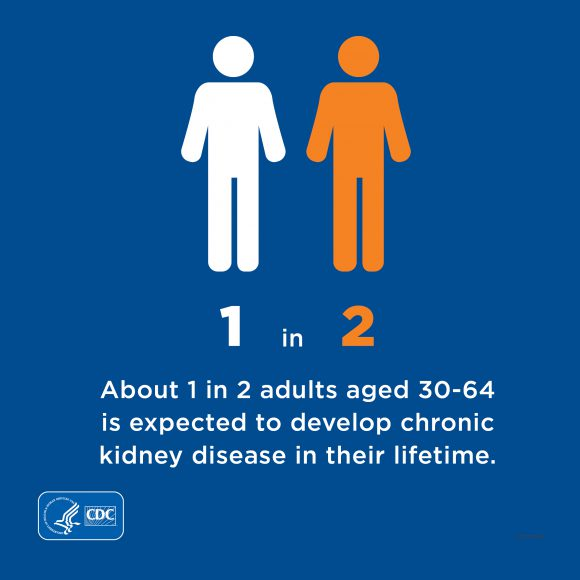 1 in 2
About 1 in 2 adults aged 30-64
is expected to develop chronic
kidney disease in their lifetime.
CDC